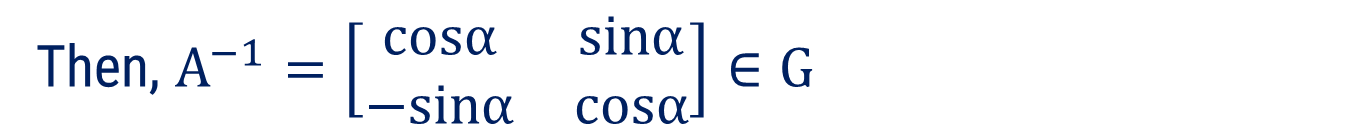 Then, A⁻¹ = [cosα sinα
-sinα cosα] ∈ G